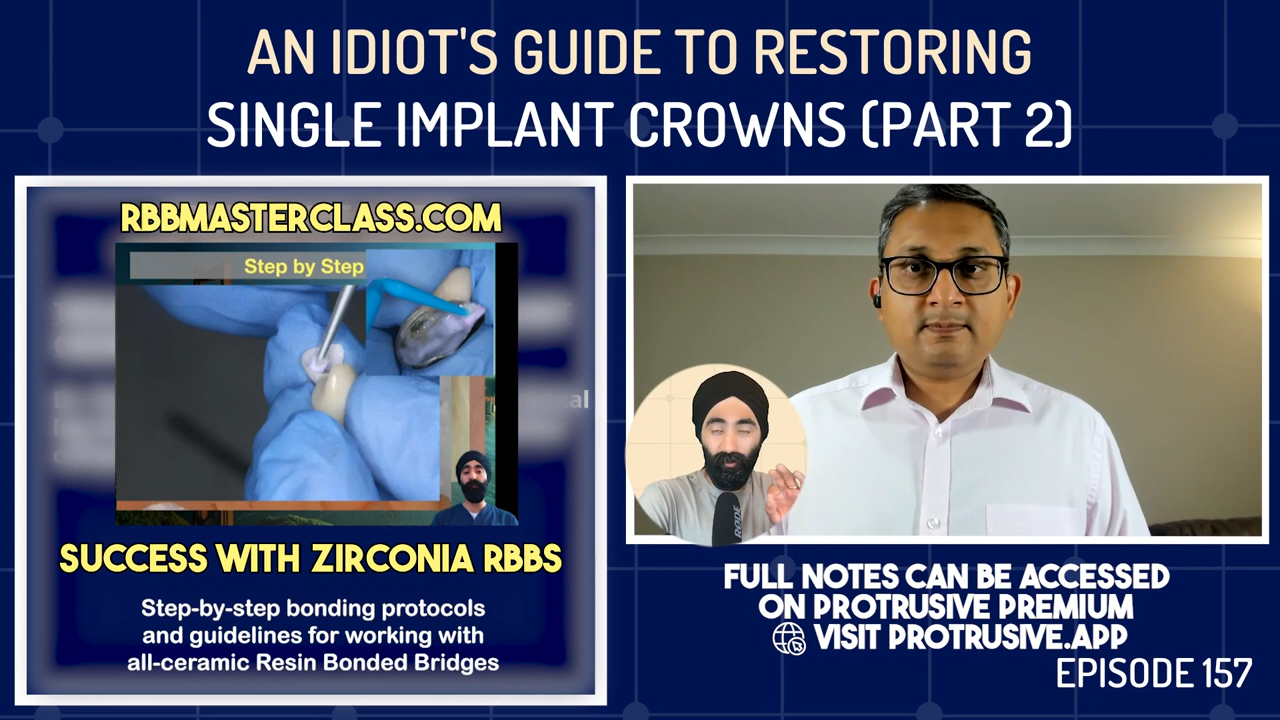 AN IDIOT'S GUIDE TO RESTORING
SINGLE IMPLANT CROWNS (PART 2)
RBBMASTERCLASS.COM
Step by Step
al
SUCCESS WITH ZIRCONIA RBBS
Step-by-step bonding protocols
and guidelines for working with
all-ceramic Resin Bonded Bridges
RODE
FULL NOTES CAN BE ACCESSED
ON PROTRUSIVE PREMIUM
VISIT PROTRUSIVE.APP
EPISODE 157